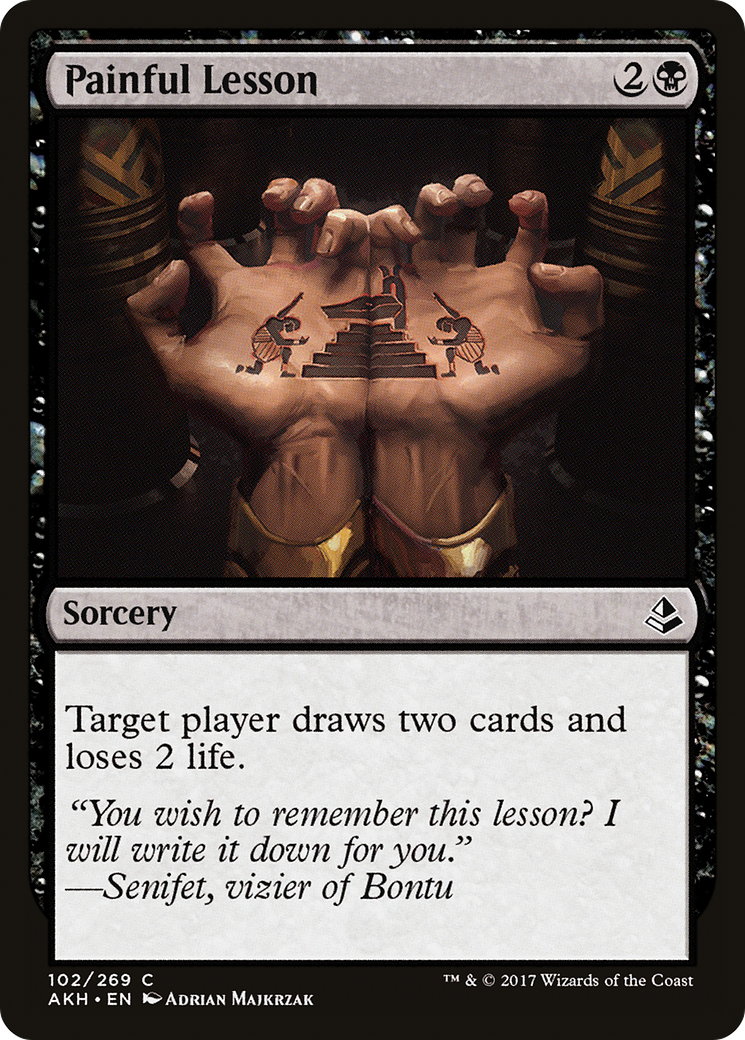 Painful Lesson 2
Sorcery
Target player draws two cards and
loses 2 life.
“You wish to remember this lesson? I
will write it down for you.”
—Senifet, vizier of Bontu
102/269 C
™ & © 2017 Wizards of the Coast
AKH • EN Adrian Majkrzak